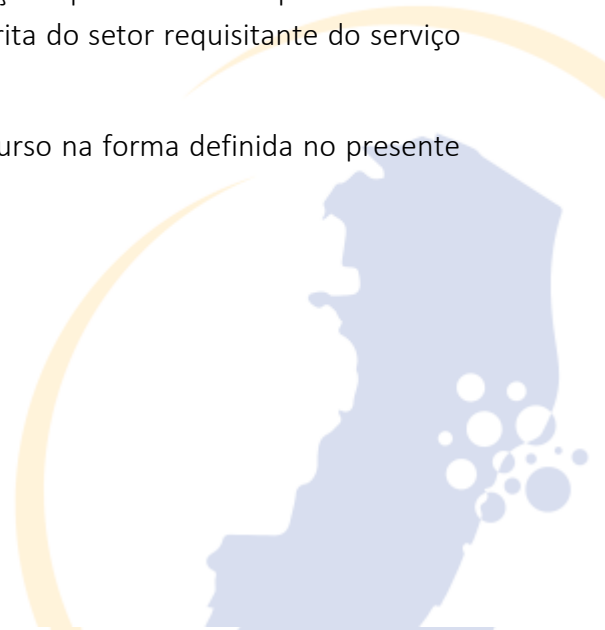 rita do setor requisitante do serviço
urso na forma definida no presente